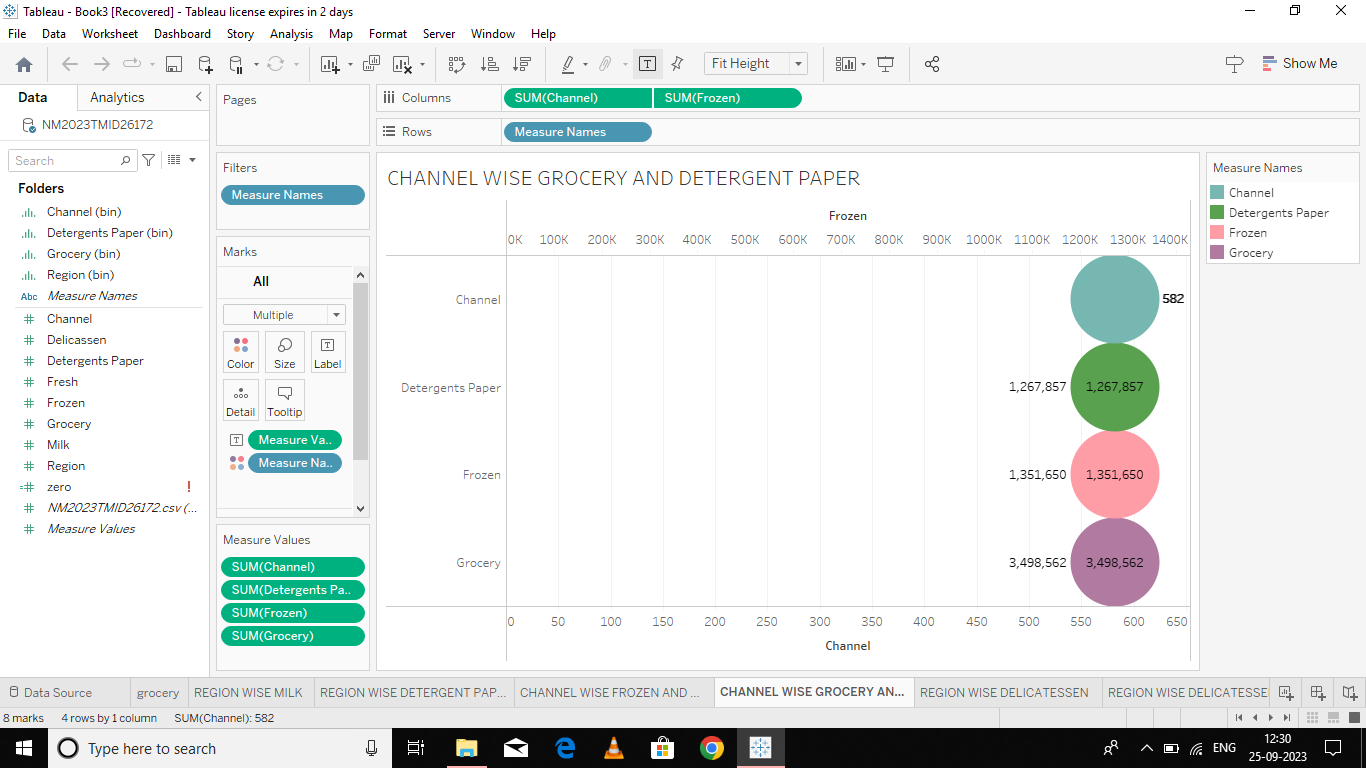 Tableau - Book3 [Recovered] - Tableau license expires in 2 days
File Data Worksheet Dashboard Story Analysis Map Format Server Window Help
Fit Height
Show Me
Data Analytics
NM2023TMID26172
Search
Folders
Channel (bin)
Detergents Paper (bin)
Grocery (bin)
Region (bin)
Abc Measure Names
Channel
Delicassen
Detergents Paper
Fresh
Frozen
Grocery
Milk
Region
zero !
NM2023TMID26172.csv (...
Measure Values
Pages
Filters
Measure Names
Marks
All
Multiple
Color Size Label
Detail Tooltip
Measure Va..
Measure Na..
Measure Values
SUM(Channel)
SUM(Detergents Pa..
SUM(Frozen)
SUM(Grocery)
Columns SUM(Channel) SUM(Frozen)
Rows Measure Names
CHANNEL WISE GROCERY AND DETERGENT PAPER
Frozen
0K 100K 200K 300K 400K 500K 600K 700K 800K 900K 1000K 1100K 1200K 1300K 1400K
Channel 582
Detergents Paper 1,267,857 1,267,857
Frozen 1,351,650 1,351,650
Grocery 3,498,562 3,498,562
0 50 100 150 200 250 300 350 400 450 500 550 600 650
Channel
Measure Names
Channel
Detergents Paper
Frozen
Grocery
Data Source grocery REGION WISE MILK REGION WISE DETERGENT PAP... CHANNEL WISE FROZEN AND ... CHANNEL WISE GROCERY AN... REGION WISE DELICATESSEN REGION WISE DELICATESSE
8 marks 4 rows by 1 column SUM(Channel): 582
Type here to search
ENG
12:30
25-09-2023